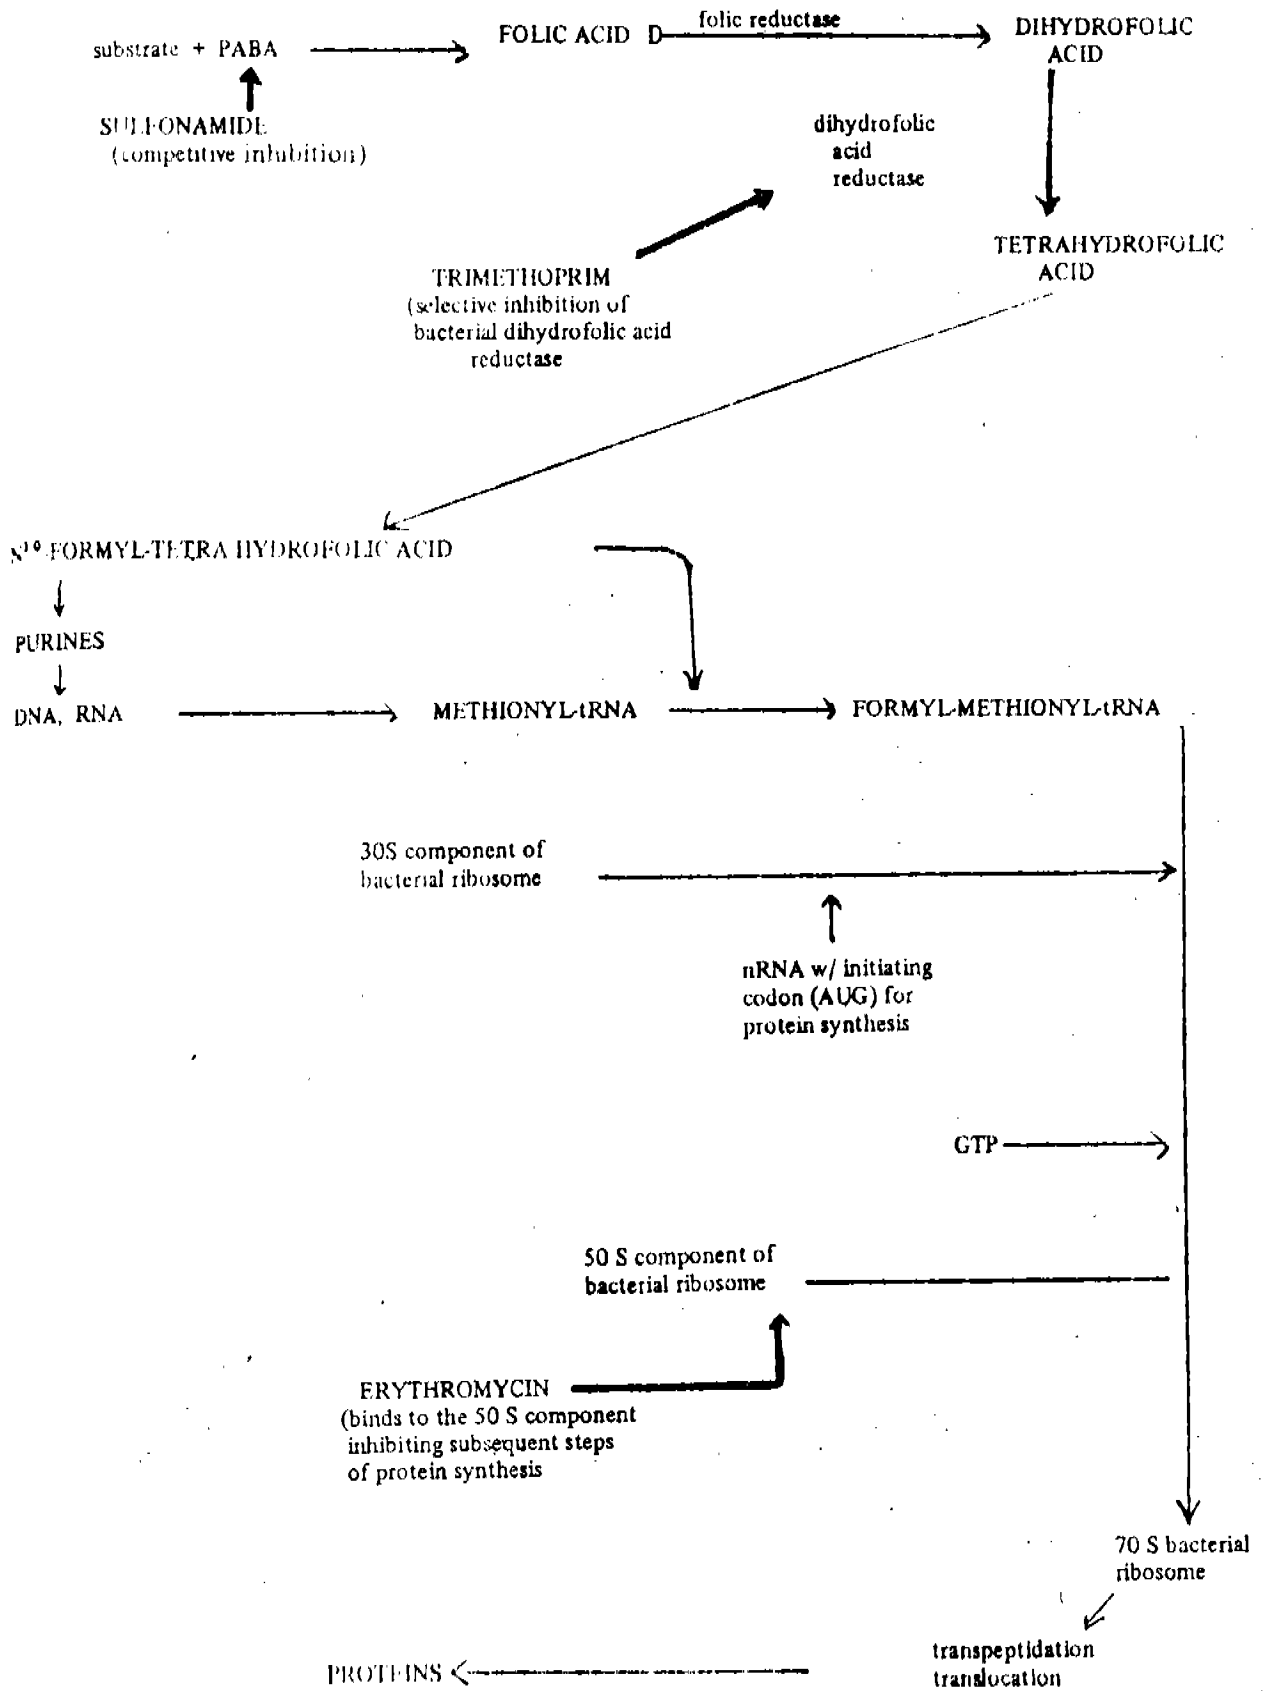 folic reductase
substrate + PABA
FOLIC ACID D
DIHYDROFOLIC
ACID
SULFONAMIDE
(competitive inhibition)
dihydrofolic
acid
reductase
TRIMETHOPRIM
(selective inhibition of
bacterial dihydrofolic acid
reductase
TETRAHYDROFOLIC
ACID
N¹⁰-FORMYL-TETRA HYDROFOLIC ACID
PURINES
DNA, RNA
METHIONYL-tRNA
FORMYL-METHIONYL-tRNA
30S component of
bacterial ribosome
nRNA w/ initiating
codon (AUG) for
protein synthesis
GTP
50 S component of
bacterial ribosome
ERYTHROMYCIN
(binds to the 50 S component
inhibiting subsequent steps
of protein synthesis
70 S bacterial
ribosome
transpeptidation
translocation
PROTEINS